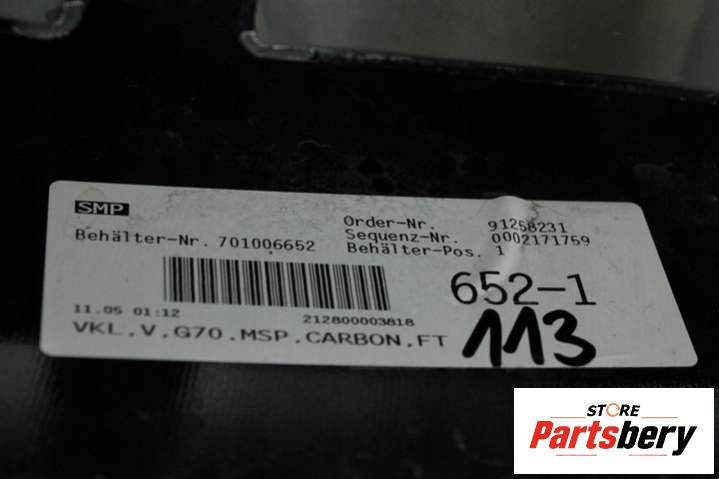 SMP
Order-Nr. 91258231
Behälter-Nr. 701006652
Sequenz-Nr. 0002171759
Behälter-Pos. 1
652-1
11.05 01:12
212800003818
VKL.V.G70.MSP.CARBON.FT
113
STORE
Partsbery